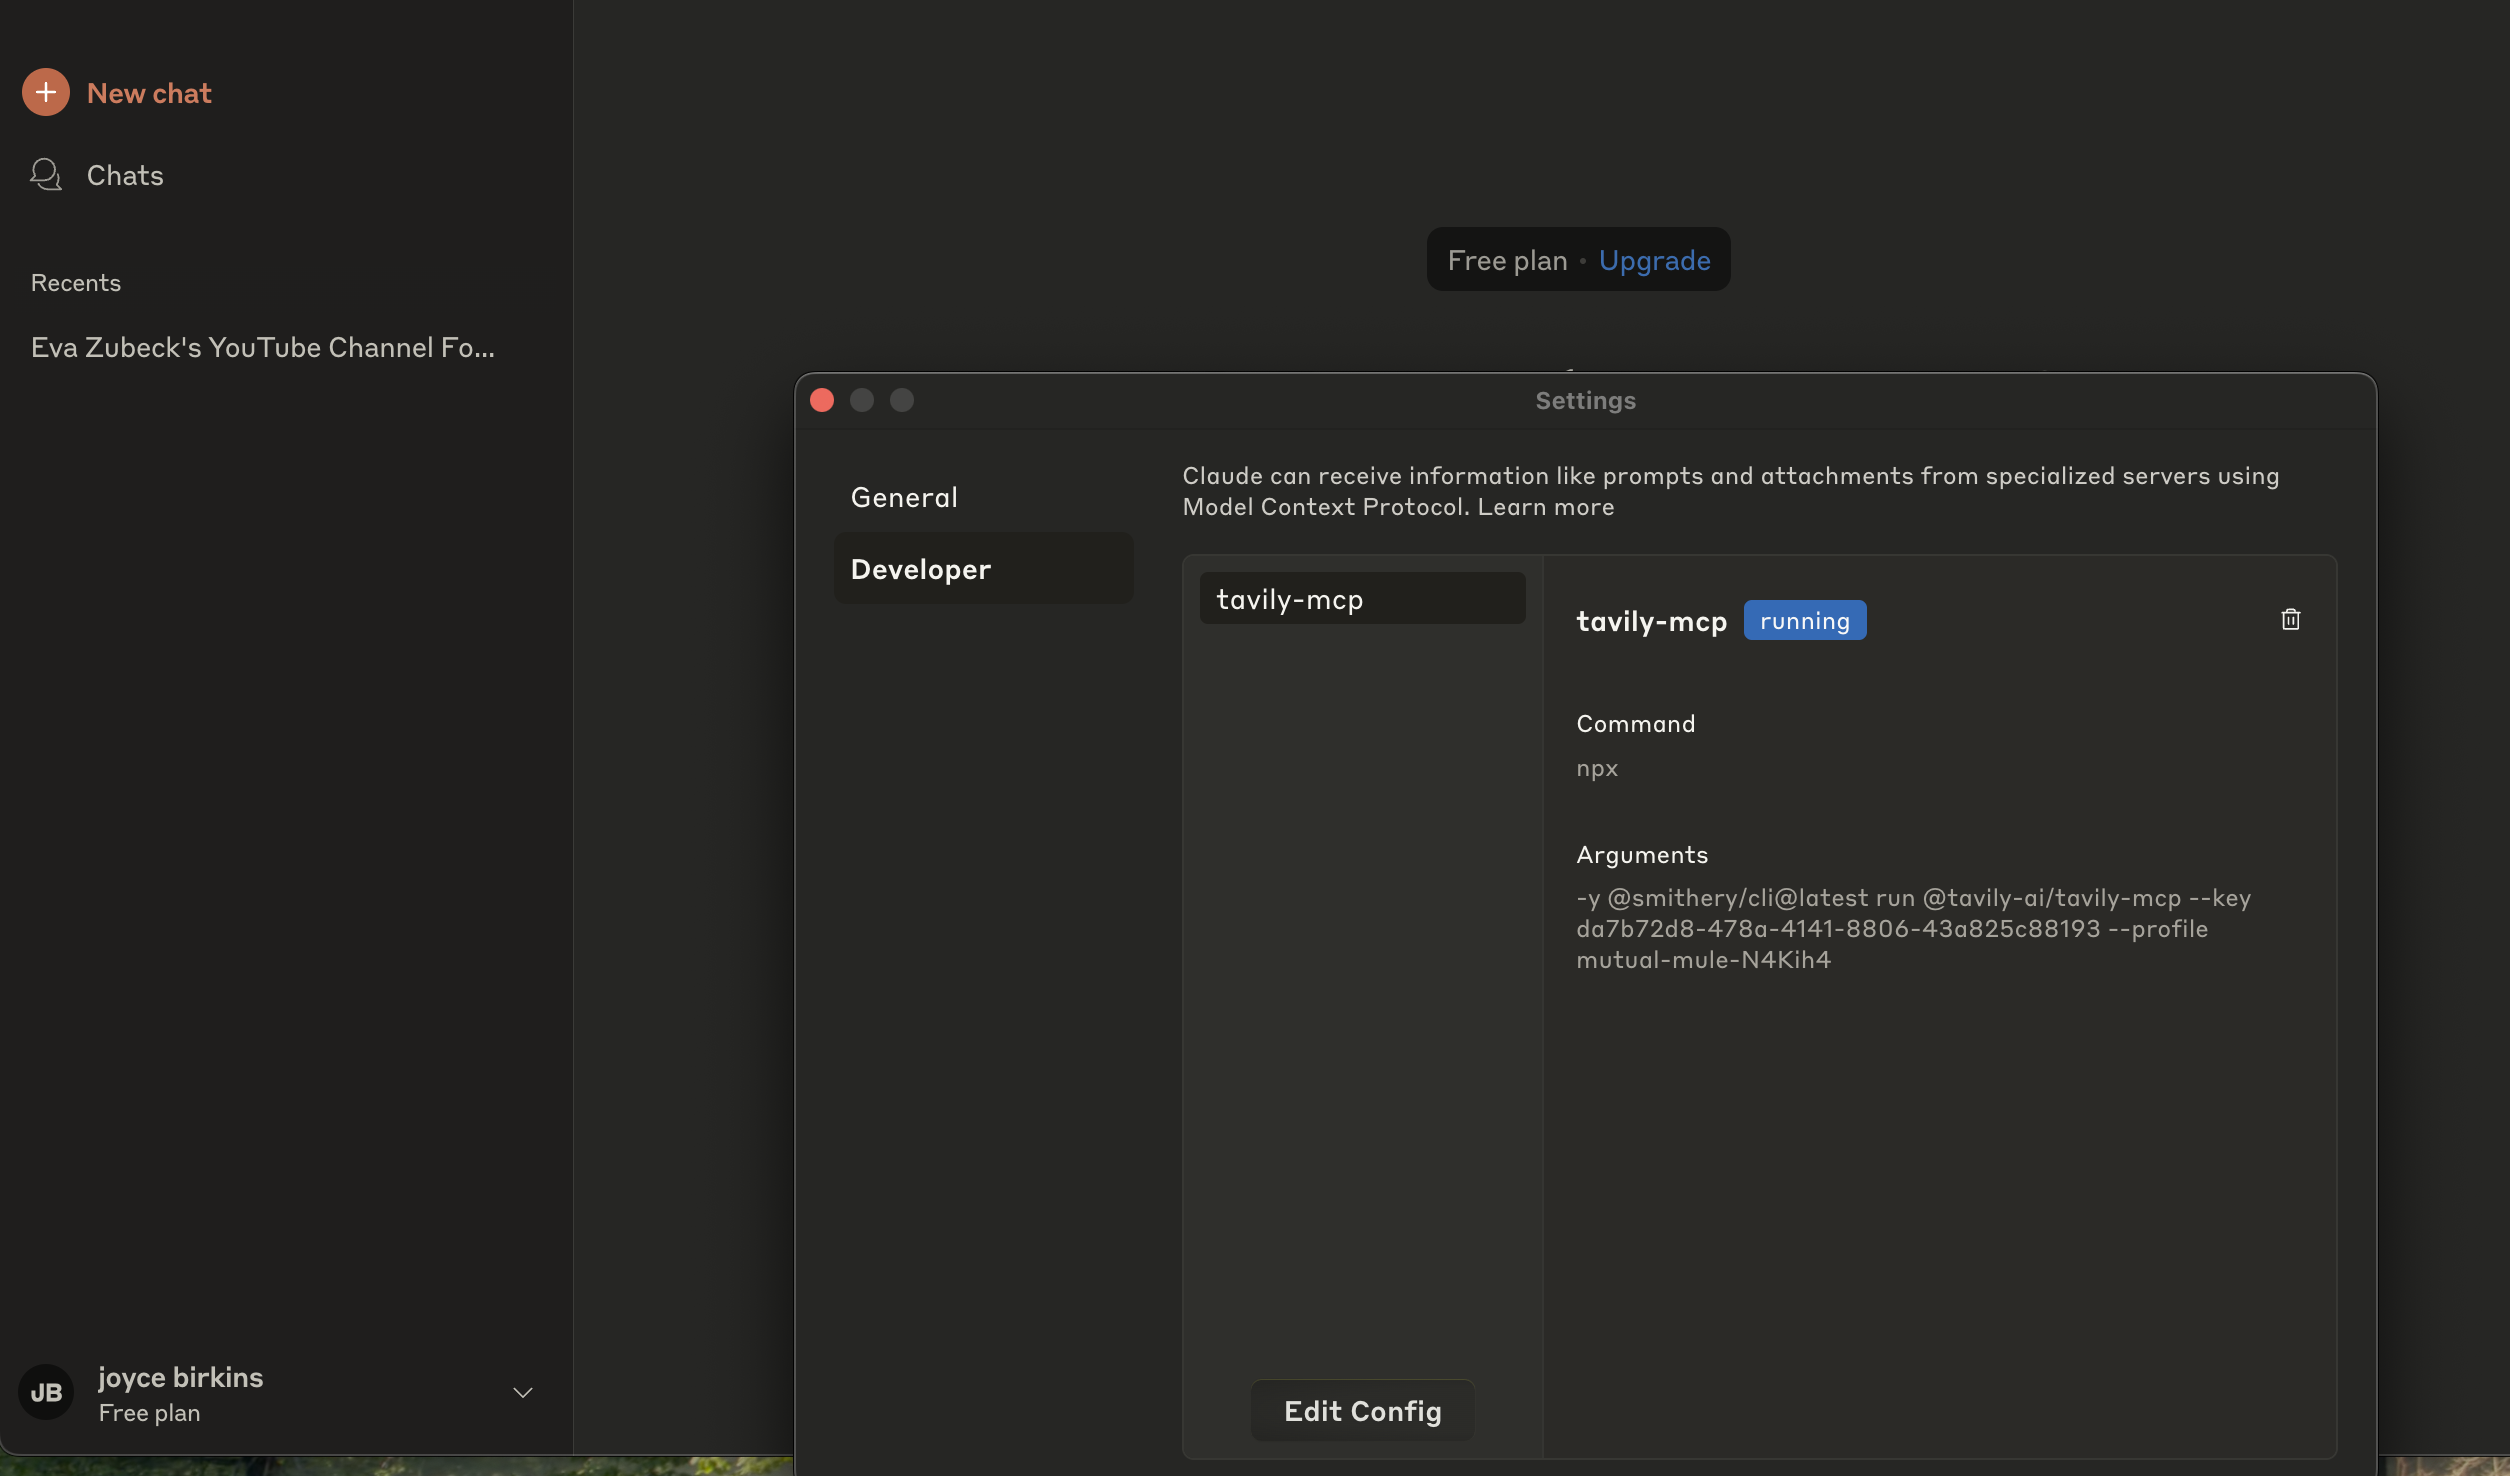 New chat
Chats
Recents
Eva Zubeck's YouTube Channel Fo...
JB
joyce birkins
Free plan
Free plan • Upgrade
Settings
General
Developer
Claude can receive information like prompts and attachments from specialized servers using
Model Context Protocol. Learn more
tavily-mcp
Edit Config
tavily-mcp running
Command
npx
Arguments
-y @smithery/cli@latest run @tavily-ai/tavily-mcp --key
da7b72d8-478a-4141-8806-43a825c88193 --profile
mutual-mule-N4Kih4